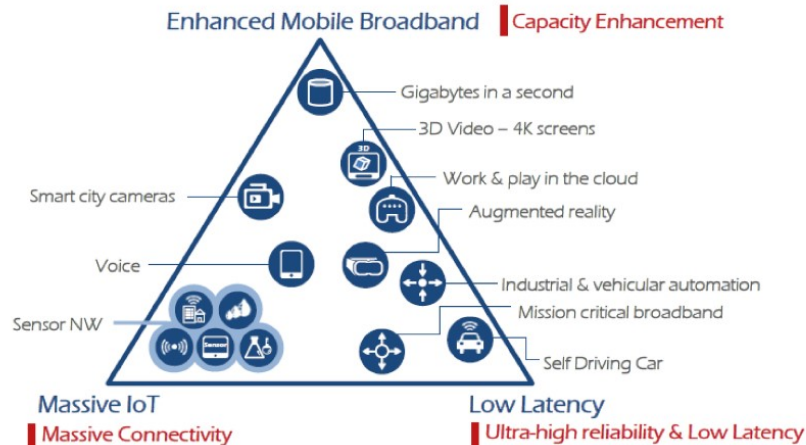 Enhanced Mobile Broadband
Capacity Enhancement
Gigabytes in a second
3D Video – 4K screens
3D
Work & play in the cloud
Smart city cameras
Augmented reality
Voice
Industrial & vehicular automation
Mission critical broadband
Sensor NW
Sensor
Self Driving Car
Massive IoT
Low Latency
Massive Connectivity
Ultra-high reliability & Low Latency